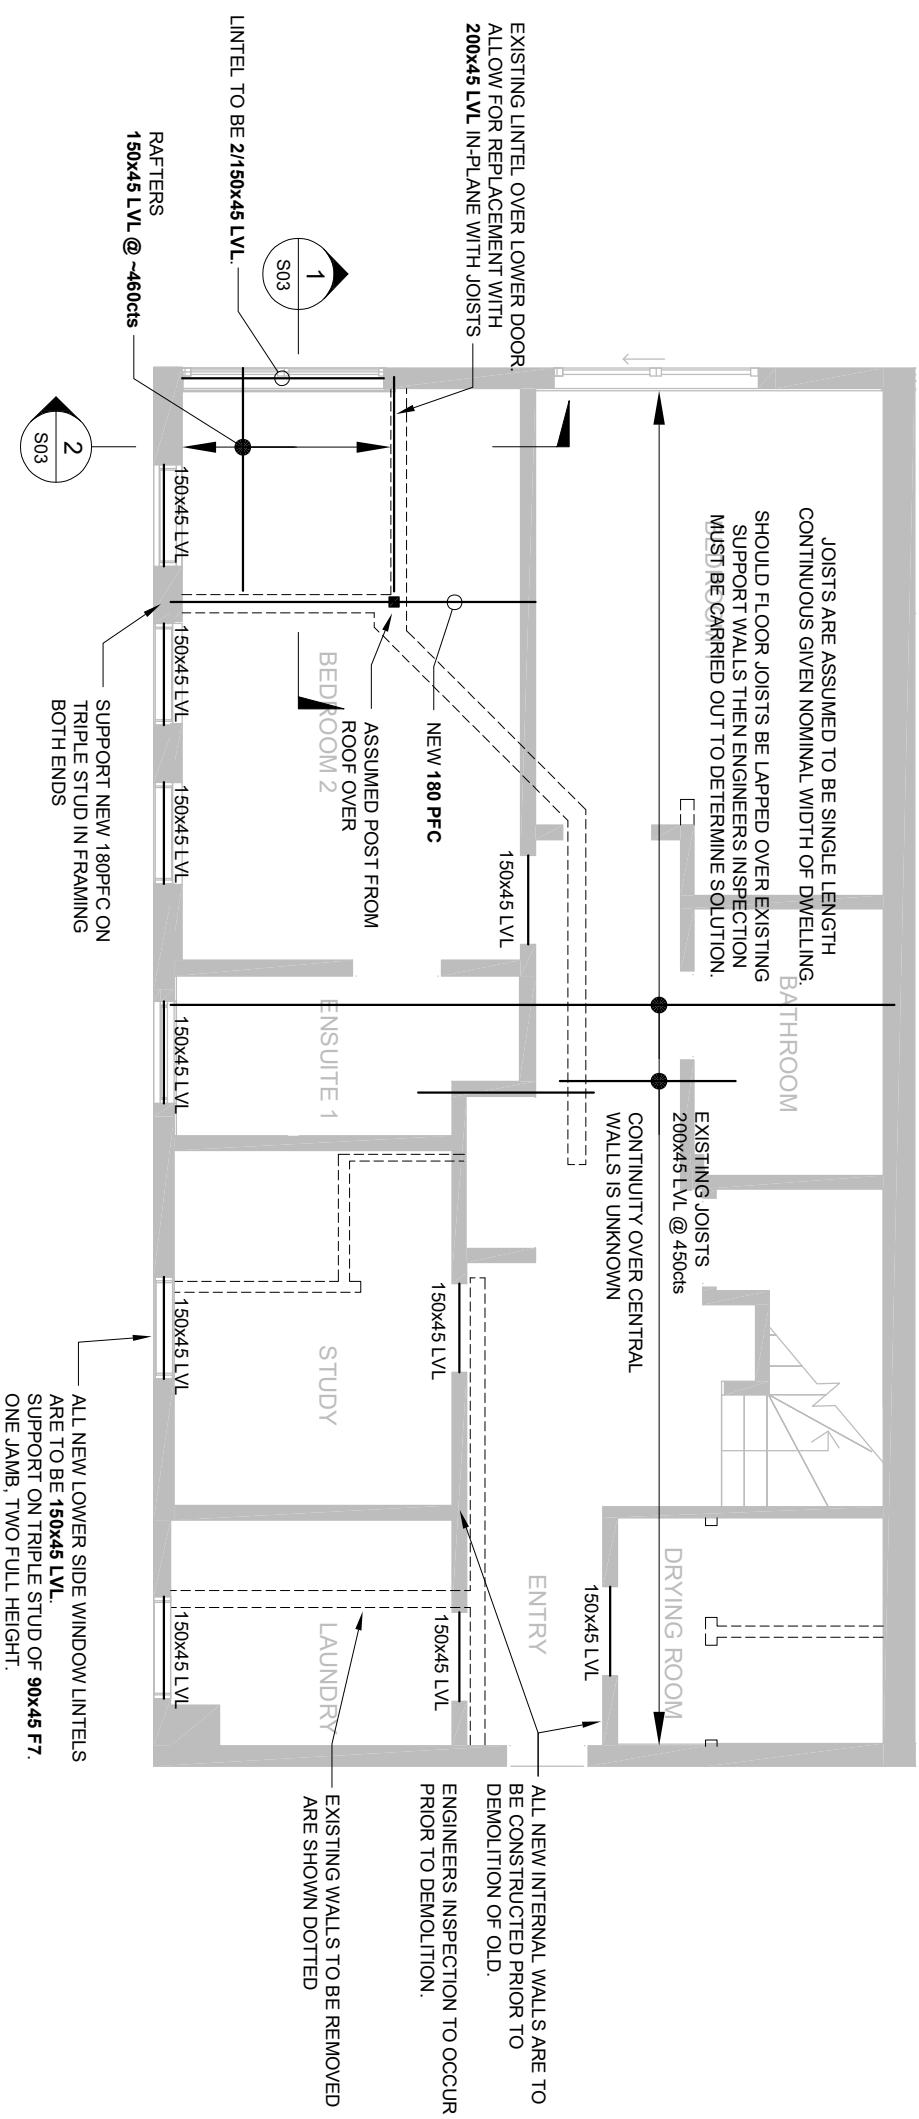 EXISTING LINTEL OVER LOWER DOOR.
ALLOW FOR REPLACEMENT WITH
200x45 LVL IN-PLANE WITH JOISTS
LINTEL TO BE 2/150x45 LVL.
RAFTERS
150x45 LVL @ ~460cts
1
S03
2
S03
JOISTS ARE ASSUMED TO BE SINGLE LENGTH
CONTINUOUS GIVEN NOMINAL WIDTH OF DWELLING.
SHOULD FLOOR JOISTS BE LAPPED OVER EXISTING
SUPPORT WALLS THEN ENGINEERS INSPECTION
MUST BE CARRIED OUT TO DETERMINE SOLUTION.
BEDROOM 1
BATHROOM
EXISTING JOISTS
200x45 LVL @ 450cts
CONTINUITY OVER CENTRAL
WALLS IS UNKNOWN
DRYING ROOM
150x45 LVL
ENTRY
150x45 LVL
NEW 180 PFC
ASSUMED POST FROM
ROOF OVER
BEDROOM 2
ENSUITE 1
150x45 LVL
STUDY
150x45 LVL
LAUNDRY
150x45 LVL
150x45 LVL
150x45 LVL
150x45 LVL
150x45 LVL
150x45 LVL
SUPPORT NEW 180PFC ON
TRIPLE STUD IN FRAMING
BOTH ENDS
ALL NEW LOWER SIDE WINDOW LINTELS
ARE TO BE 150x45 LVL.
SUPPORT ON TRIPLE STUD OF 90x45 F7.
ONE JAMB, TWO FULL HEIGHT.
ALL NEW INTERNAL WALLS ARE TO
BE CONSTRUCTED PRIOR TO
DEMOLITION OF OLD.
ENGINEERS INSPECTION TO OCCUR
PRIOR TO DEMOLITION.
EXISTING WALLS TO BE REMOVED
ARE SHOWN DOTTED